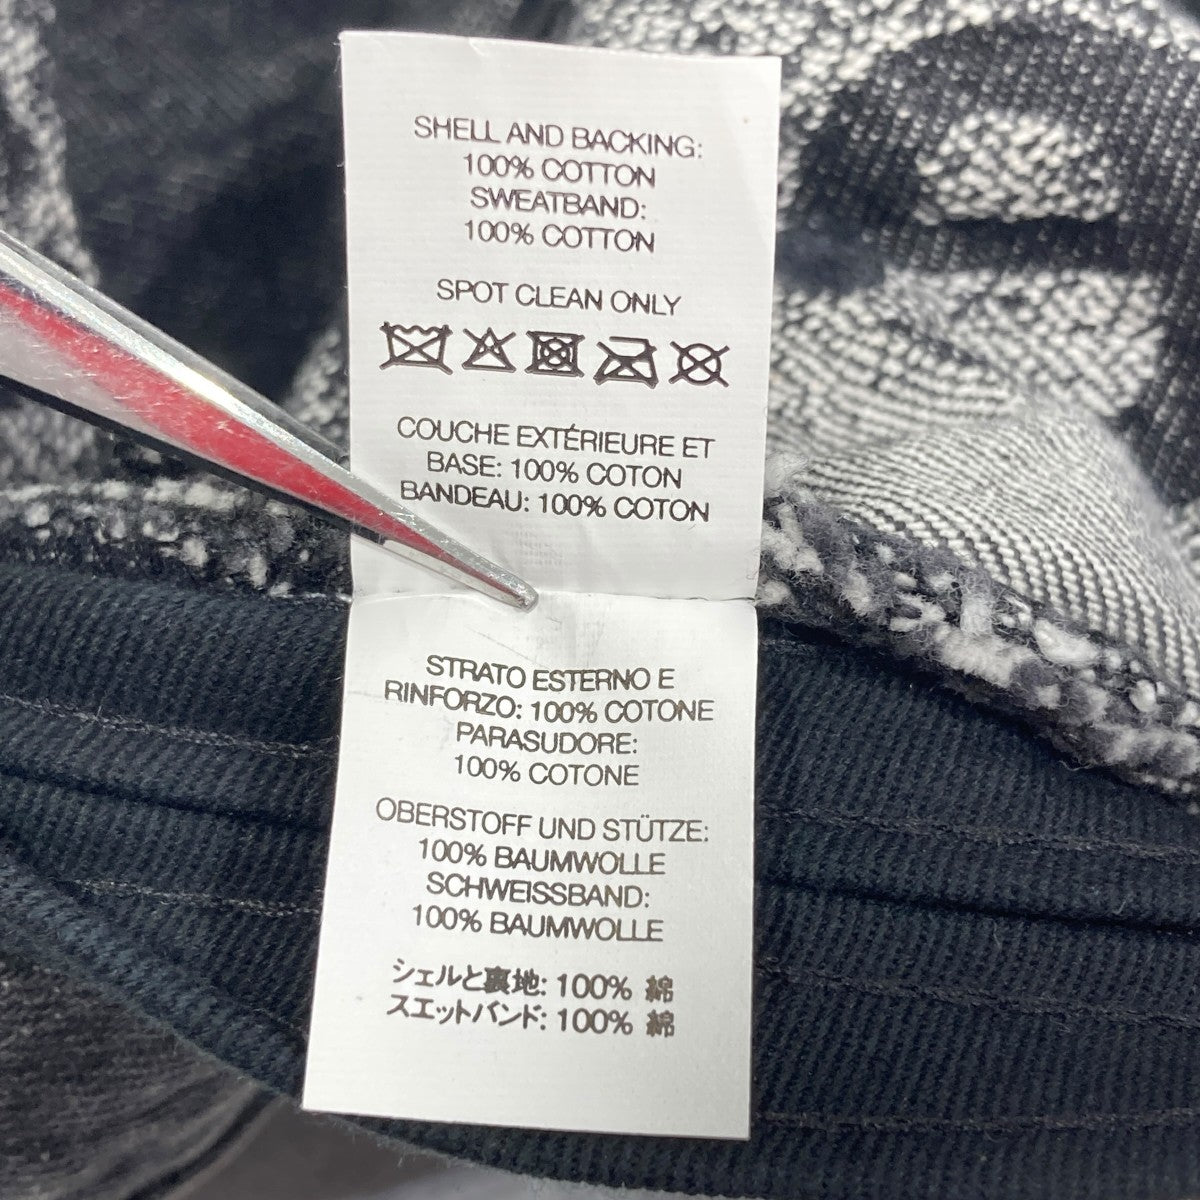 SHELL AND BACKING:
100% COTTON
SWEATBAND:
100% COTTON
SPOT CLEAN ONLY
COUCHE EXTÉRIEURE ET
BASE: 100% COTON
BANDEAU: 100% COTON
STRATO ESTERNO E
RINFORZO: 100% COTONE
PARASUDORE:
100% COTONE
OBERSTOFF UND STÜTZE:
100% BAUMWOLLE
SCHWEISSBAND:
100% BAUMWOLLE
シェルと裏地: 100% 綿
スエットバンド: 100% 綿